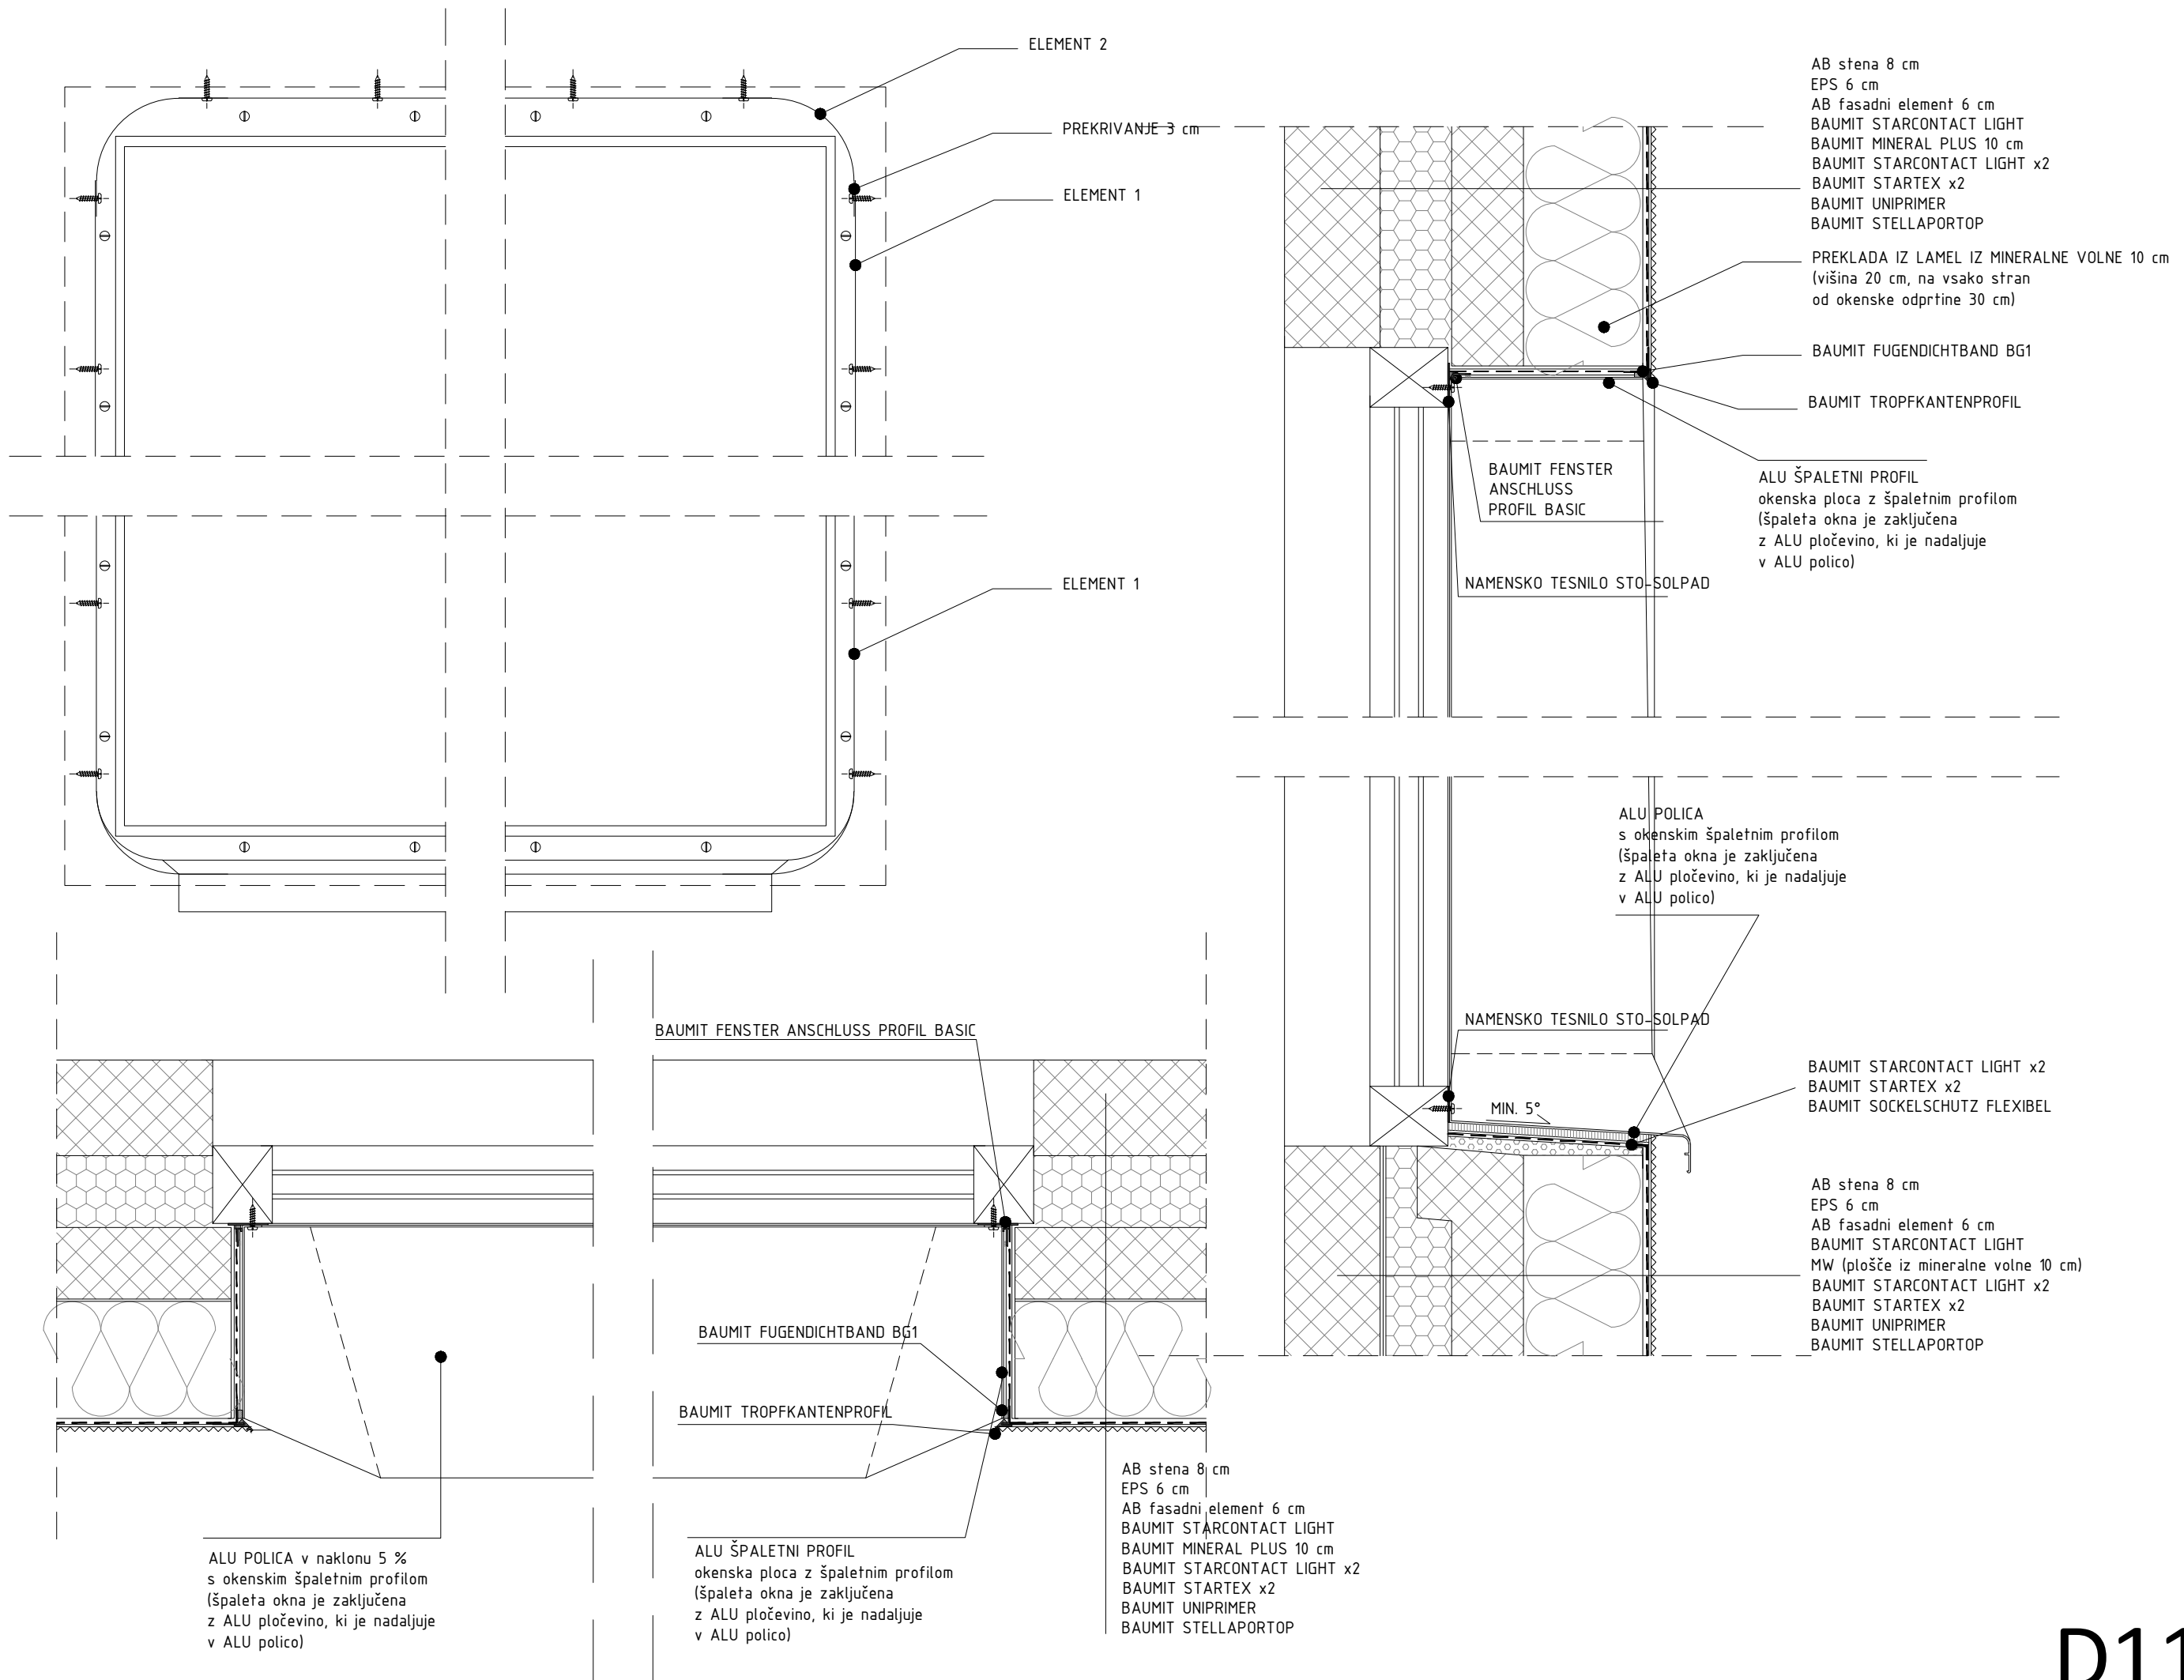 ELEMENT 2
PREKRIVANJE 3 cm
ELEMENT 1
ELEMENT 1
AB stena 8 cm
EPS 6 cm
AB fasadni element 6 cm
BAUMIT STARCONTACT LIGHT
BAUMIT MINERAL PLUS 10 cm
BAUMIT STARCONTACT LIGHT x2
BAUMIT STARTEX x2
BAUMIT UNIPRIMER
BAUMIT STELLAPORTOP
PREKLADA IZ LAMEL IZ MINERALNE VOLNE 10 cm
(višina 20 cm, na vsako stran
od okenske odprtine 30 cm)
BAUMIT FUGENDICHTBAND BG1
BAUMIT TROPFKANTENPROFIL
BAUMIT FENSTER
ANSCHLUSS
PROFIL BASIC
ALU ŠPALETNI PROFIL
okenska ploca z špaletnim profilom
(špaleta okna je zaključena
z ALU pločevino, ki je nadaljuje
v ALU polico)
NAMENSKO TESNILO STO-SOLPAD
ALU POLICA
s okenskim špaletnim profilom
(špaleta okna je zaključena
z ALU pločevino, ki je nadaljuje
v ALU polico)
NAMENSKO TESNILO STO-SOLPAD
MIN. 5°
BAUMIT STARCONTACT LIGHT x2
BAUMIT STARTEX x2
BAUMIT SOCKELSCHUTZ FLEXIBEL
AB stena 8 cm
EPS 6 cm
AB fasadni element 6 cm
BAUMIT STARCONTACT LIGHT
MW (plošče iz mineralne volne 10 cm)
BAUMIT STARCONTACT LIGHT x2
BAUMIT STARTEX x2
BAUMIT UNIPRIMER
BAUMIT STELLAPORTOP
BAUMIT FENSTER ANSCHLUSS PROFIL BASIC
BAUMIT FUGENDICHTBAND BG1
BAUMIT TROPFKANTENPROFIL
ALU POLICA v naklonu 5 %
s okenskim špaletnim profilom
(špaleta okna je zaključena
z ALU pločevino, ki je nadaljuje
v ALU polico)
ALU ŠPALETNI PROFIL
okenska ploca z špaletnim profilom
(špaleta okna je zaključena
z ALU pločevino, ki je nadaljuje
v ALU polico)
AB stena 8 cm
EPS 6 cm
AB fasadni element 6 cm
BAUMIT STARCONTACT LIGHT
BAUMIT MINERAL PLUS 10 cm
BAUMIT STARCONTACT LIGHT x2
BAUMIT STARTEX x2
BAUMIT UNIPRIMER
BAUMIT STELLAPORTOP
D11